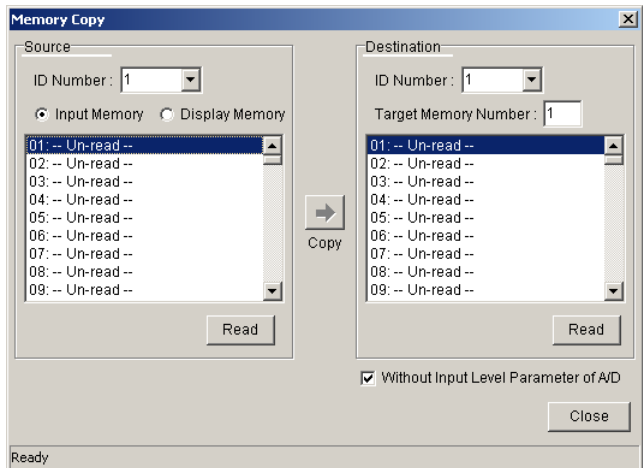 Memory Copy
Source
ID Number : 1
Input Memory Display Memory
01: -- Un-read --
02: -- Un-read --
03: -- Un-read --
04: -- Un-read --
05: -- Un-read --
06: -- Un-read --
07: -- Un-read --
08: -- Un-read --
09: -- Un-read --
Read
Copy
Destination
ID Number : 1
Target Memory Number : 1
01: -- Un-read --
02: -- Un-read --
03: -- Un-read --
04: -- Un-read --
05: -- Un-read --
06: -- Un-read --
07: -- Un-read --
08: -- Un-read --
09: -- Un-read --
Read
Without Input Level Parameter of A/D
Close
Ready